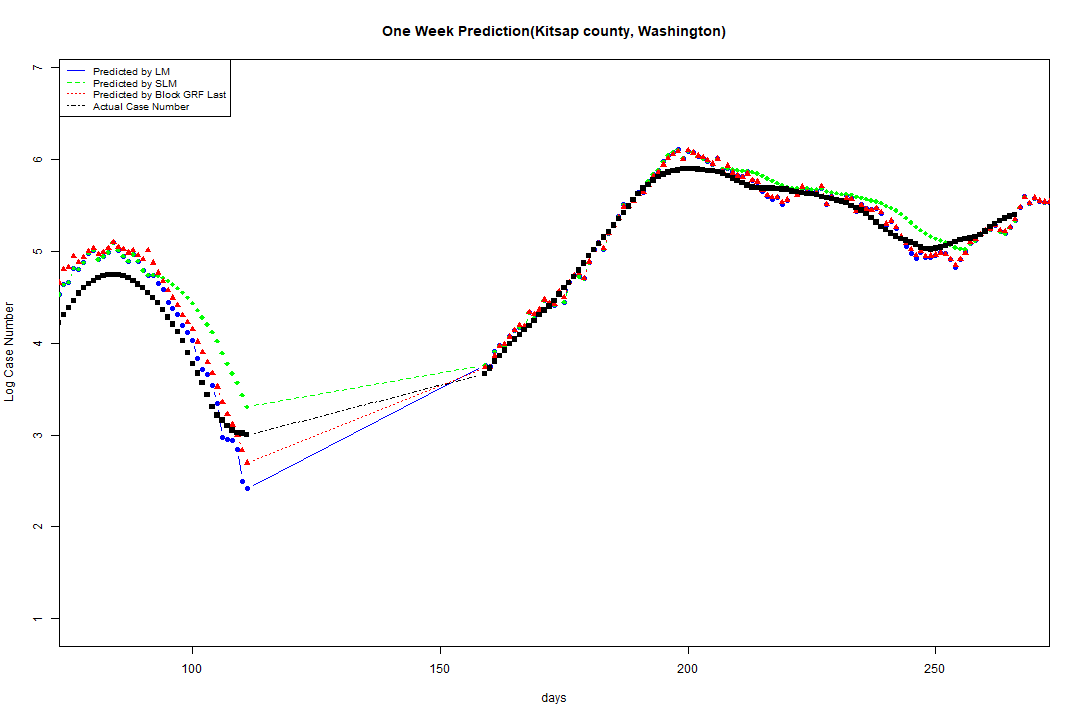 One Week Prediction(Kitsap county, Washington)
Predicted by LM
Predicted by SLM
Predicted by Block GRF Last
Actual Case Number
7
6
5
4
3
2
1
Log Case Number
100 150 200 250
days